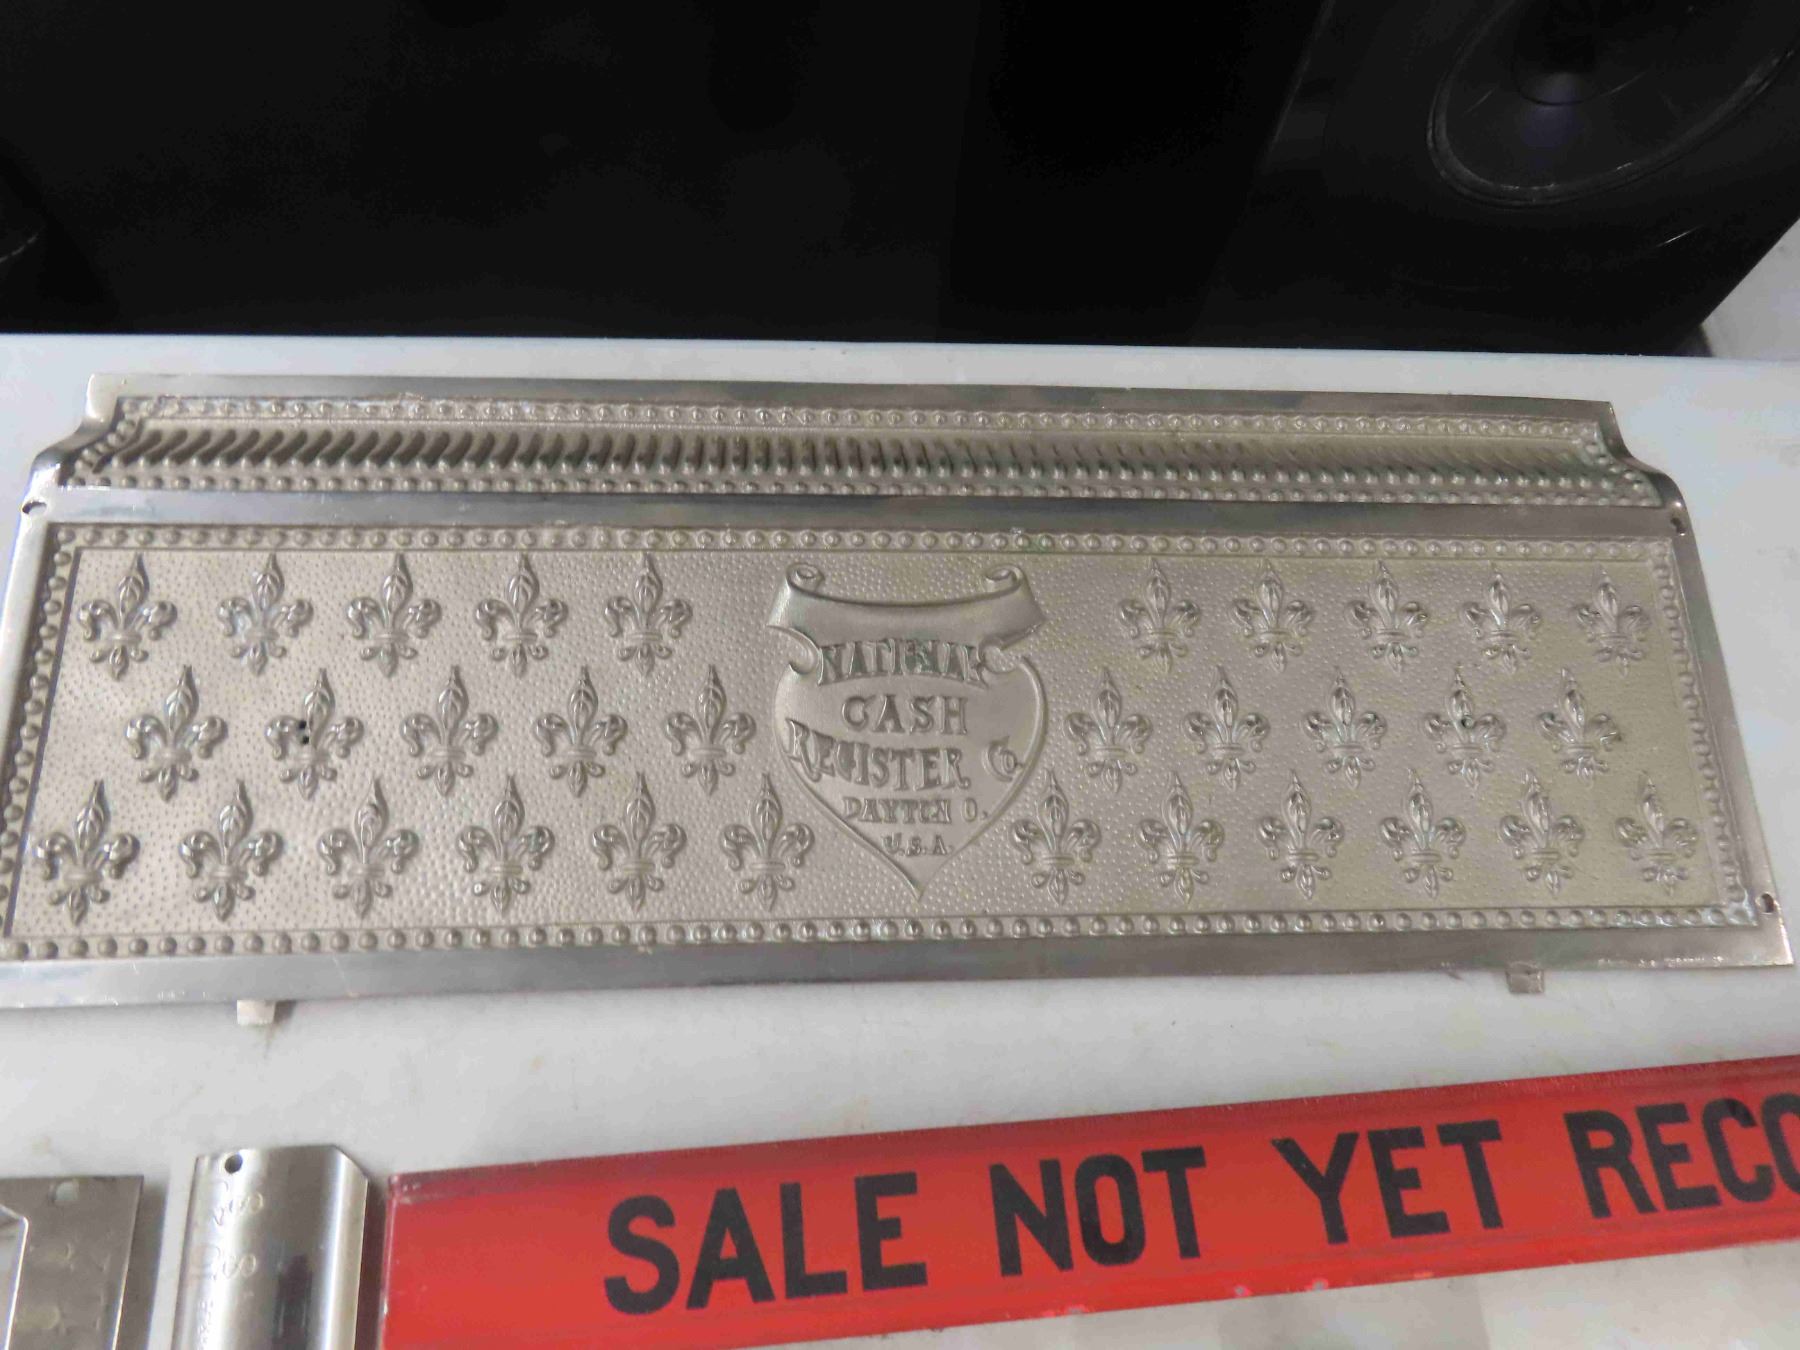 NATIONAL
CASH
REGISTER Co.
DAYTON O.
U.S.A.
SALE NOT YET RECO